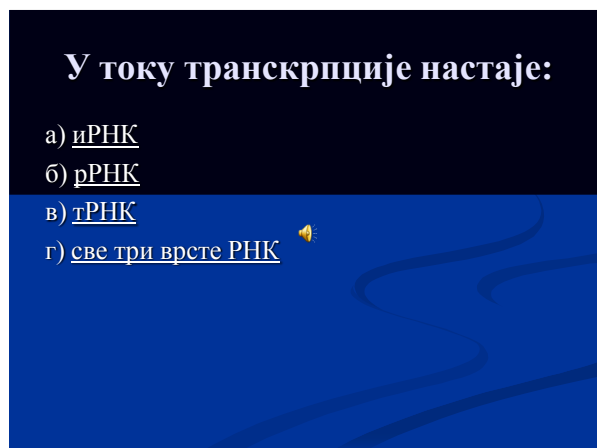 У току транскрпције настаје:
а) иРНК
б) рРНК
в) тРНК
г) све три врсте РНК